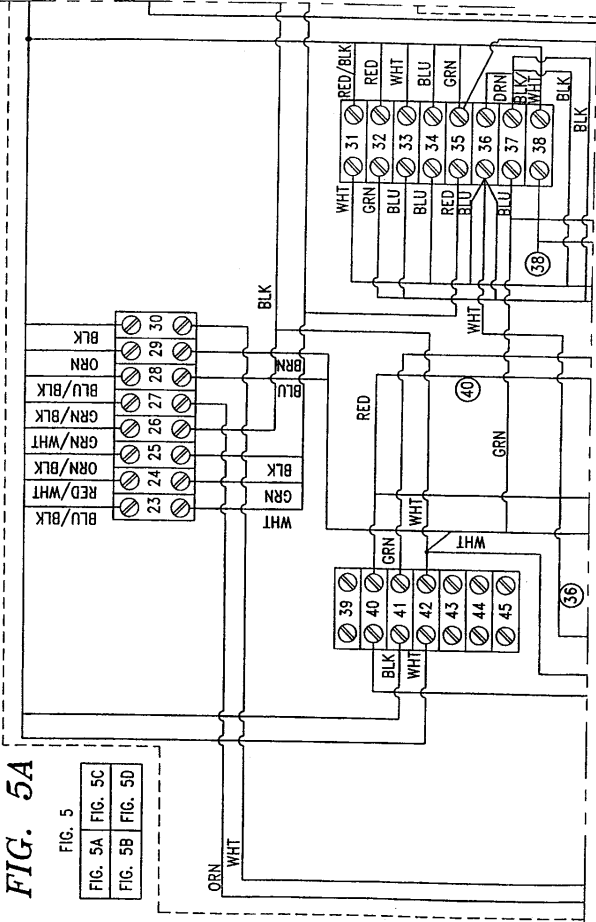 FIG. 5A
FIG. 5
FIG. 5A FIG. 5C
FIG. 5B FIG. 5D
BLU/BLK
RED/WHT
ORN/BLK
GRN/WHT
GRN/BLK
BLU/BLK
ORN
BLK
23 24 25 26 27 28 29 30
WHT
GRN
BLK
BLU
BRN
BLK
ORN
WHT
RED/BLK
RED
WHT
BLU
GRN
DRN
BLK/WHT
BLK
BLK
31
32
33
34
35
36
37
38
WHT
GRN
BLU
BLU
RED
BLU
BLU
38
WHT
RED
40
GRN
GRN
WHT
WHT
36
39
40
41
42
43
44
45
BLK
WHT